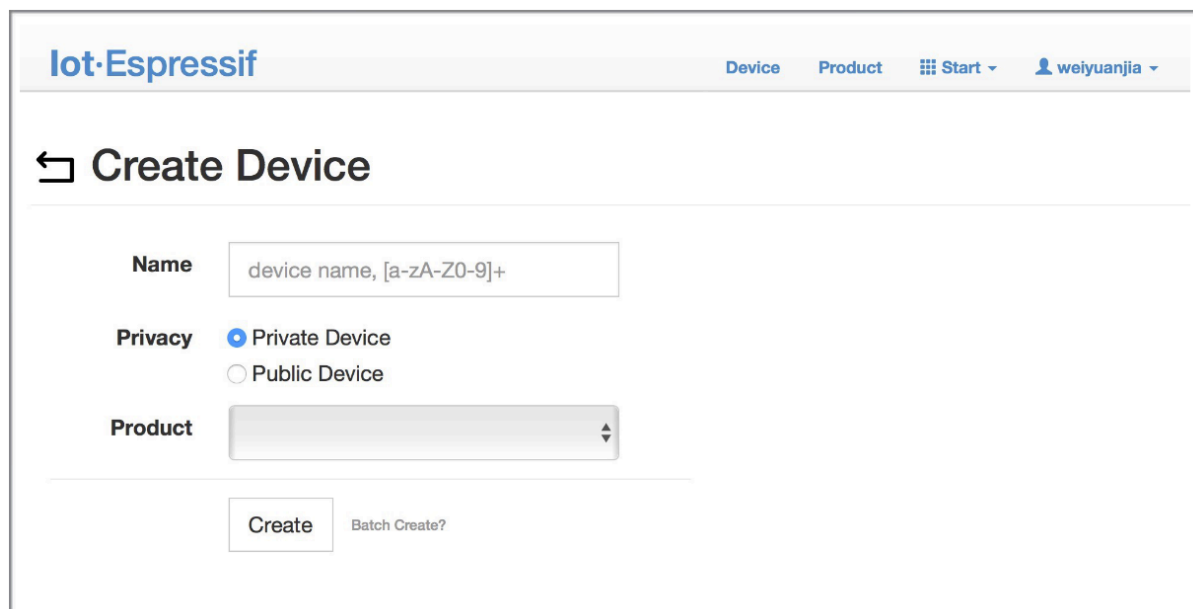 Iot·Espressif
Device Product Start weiyuanjia
Create Device
Name device name, [a-zA-Z0-9]+
Privacy Private Device
Public Device
Product
Create Batch Create?